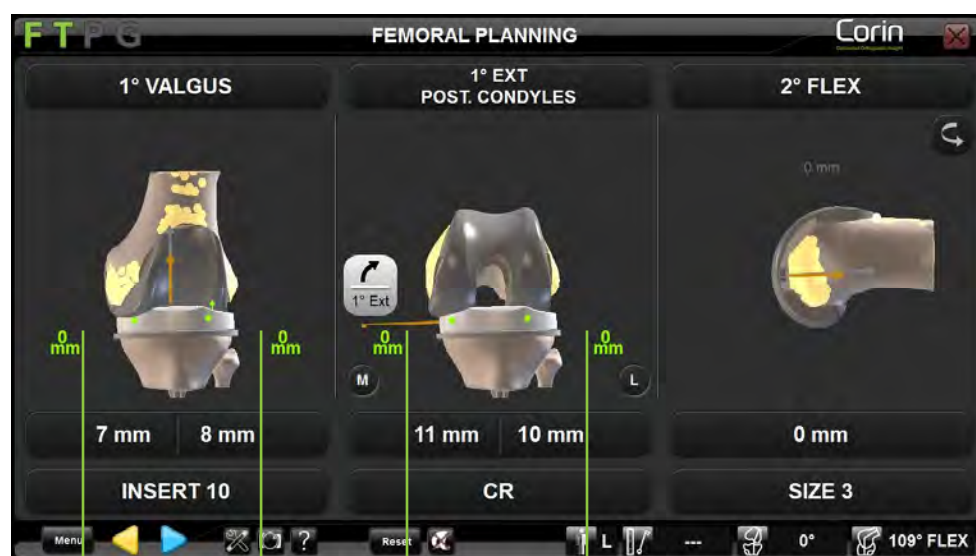 F T P G
FEMORAL PLANNING
Corin
1° VALGUS
1° EXT
POST. CONDYLES
2° FLEX
0 mm
1° Ext
0
mm
0
mm
0
mm
0
mm
M
L
7 mm
8 mm
11 mm
10 mm
0 mm
INSERT 10
CR
SIZE 3
Menu
?
Reset
L
---
0°
109° FLEX